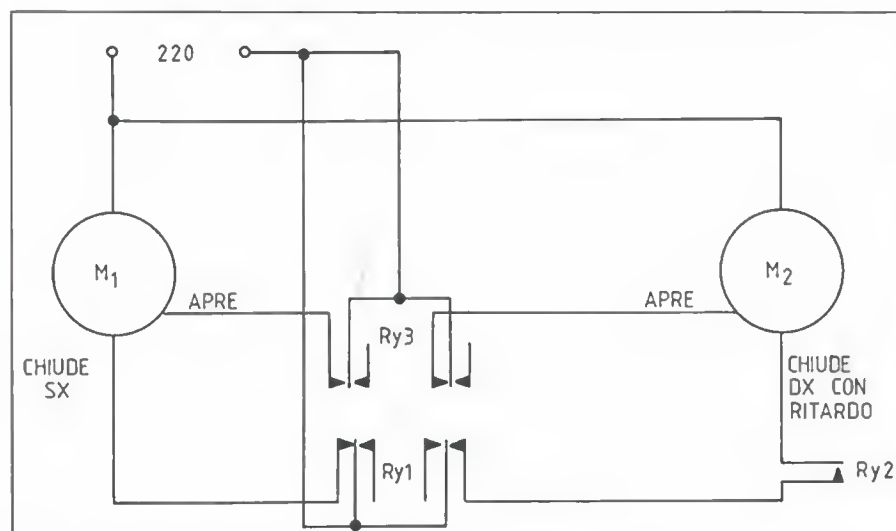 220
M1
M2
APRE
APRE
Ry3
CHIUDE
SX
CHIUDE
DX CON
RITARDO
Ry1
Ry2